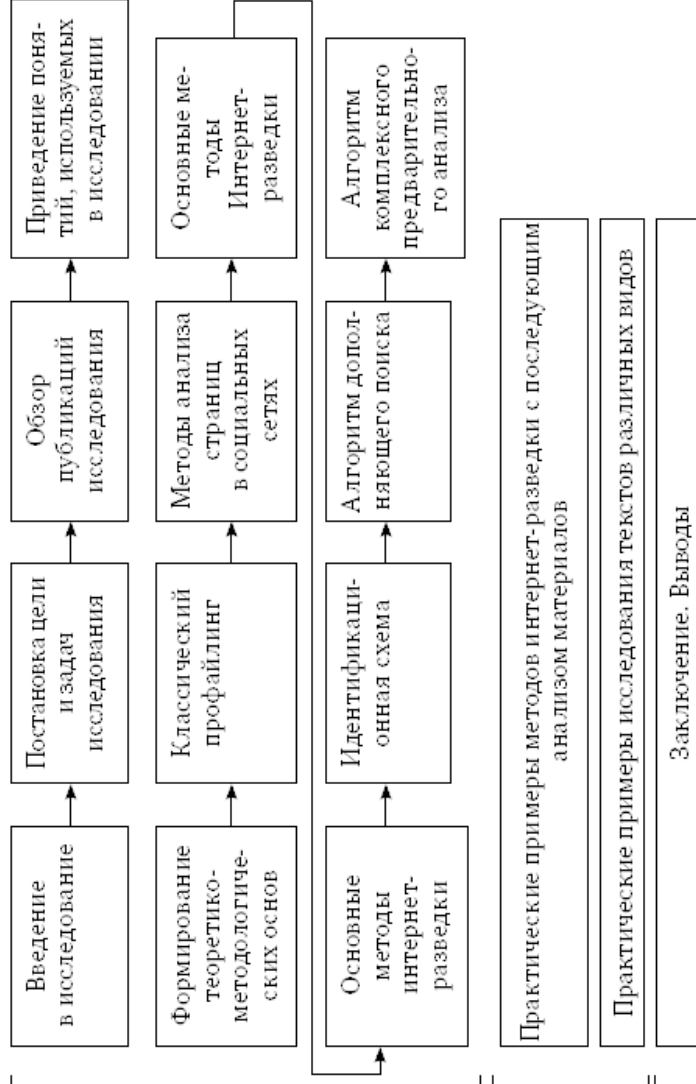 Введение
в исследование
Постановка цели
и задач
исследования
Обзор
публикаций
исследования
Приведение поня-
тий, используемых
в исследовании
Формирование
теоретико-
методологиче-
ских основ
Классический
профайлинг
Методы анализа
страниц
в социальных
сетях
Основные ме-
тоды
Интернет-
разведки
Основные
методы
интернет-
разведки
Идентификаци-
онная схема
Алгоритм допол-
няющего поиска
Алгоритм
комплексного
предварительно-
го анализа
Практические примеры методов интернет-разведки с последующим
анализом материалов
Практические примеры исследования текстов различных видов
Заключение. Выводы